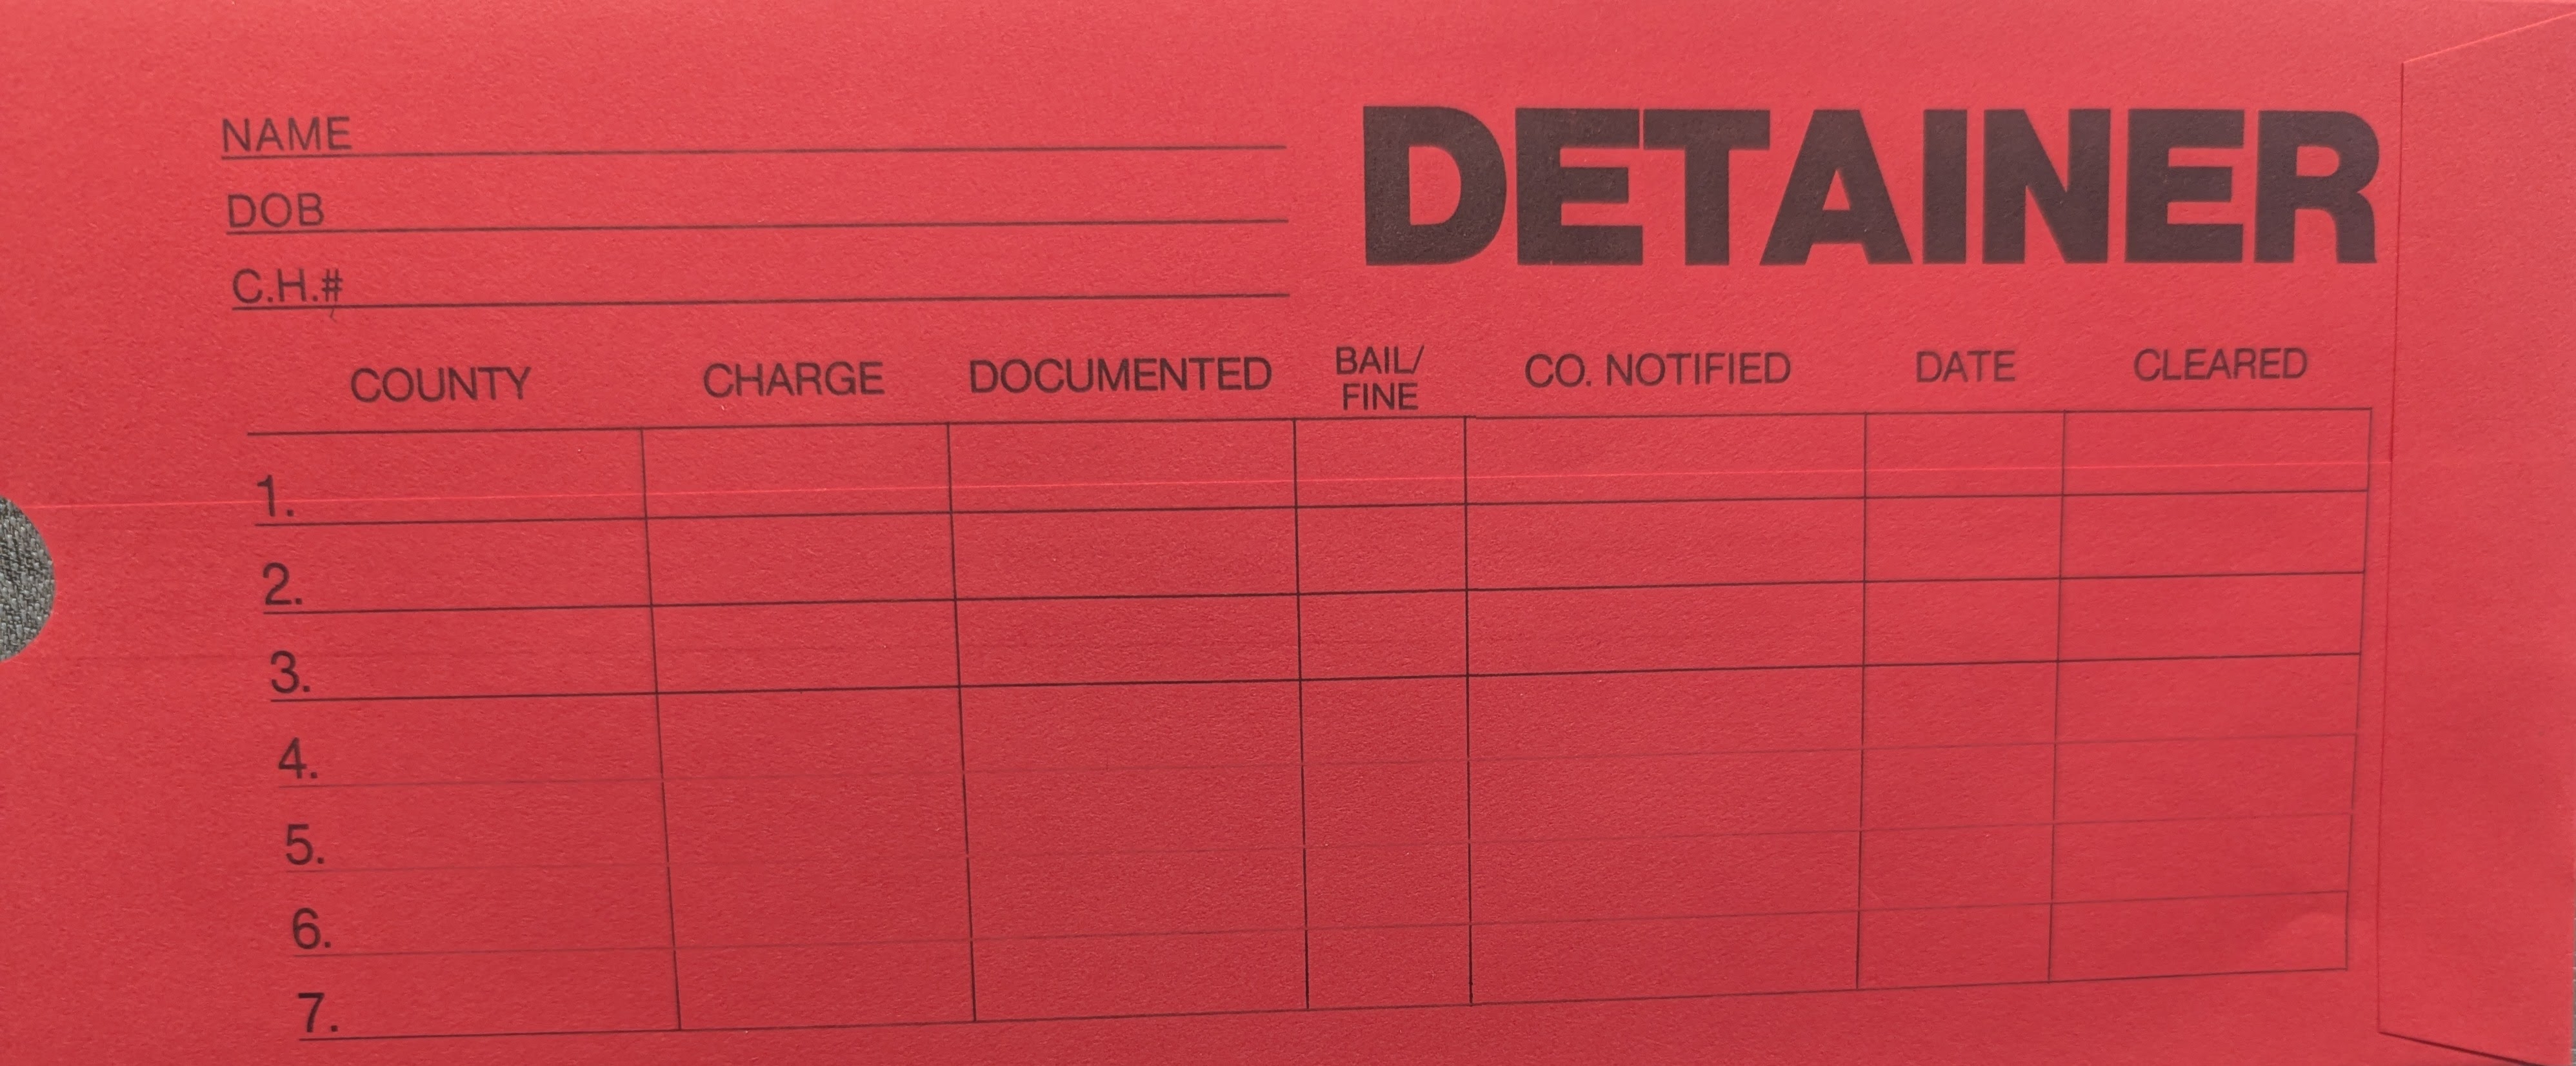 NAME
DETAINER
DOB
C.H.#
COUNTY CHARGE DOCUMENTED BAIL/ FINE CO. NOTIFIED DATE CLEARED
1.
2.
3.
4.
5.
6.
7.